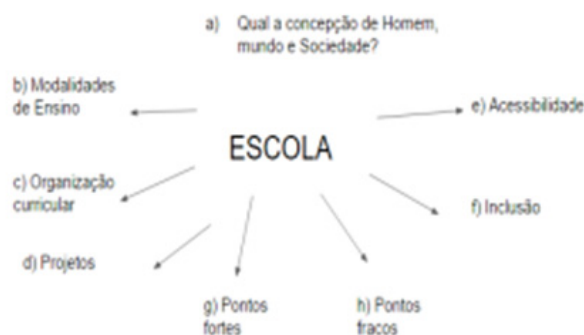 a) Qual a concepção de Homem,
mundo e Sociedade?
b) Modalidades
de Ensino
e) Acessibilidade
ESCOLA
c) Organização
curricular
f) Inclusão
d) Projetos
g) Pontos
fortes
h) Pontos
fracos